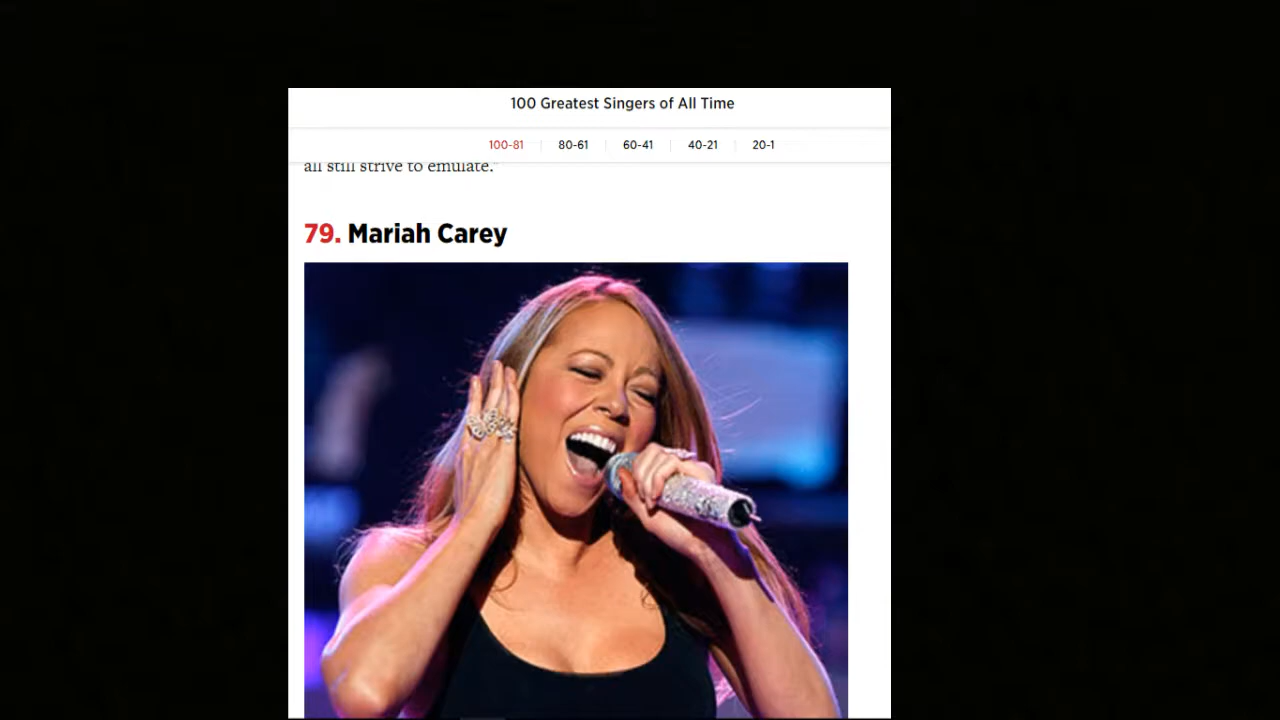 100 Greatest Singers of All Time
100-81 80-61 60-41 40-21 20-1
all still strive to emulate.”
79. Mariah Carey